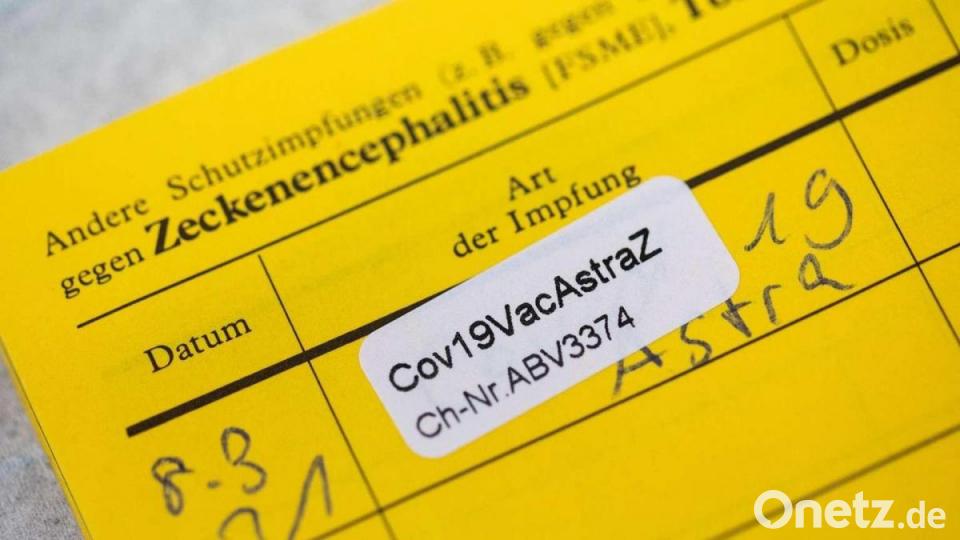 Andere Schutzimpfungen (z. B. gegen
gegen Zeckenencephalitis [FSME],
Datum
Art
der Impfung
Dosis
Cov19VacAstraZ
Ch-Nr.ABV3374
19
Astra
8.3
21
Onetz.de